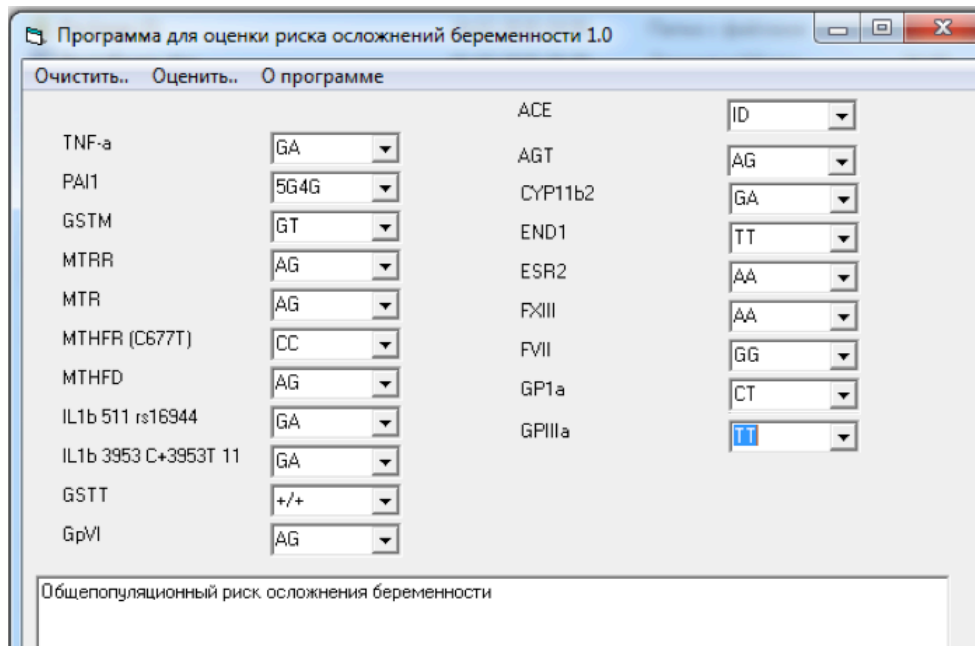 Программа для оценки риска осложнений беременности 1.0
Очистить.. Оценить.. О программе
TNF-a GA
PAI1 5G4G
GSTM GT
MTRR AG
MTR AG
MTHFR (C677T) CC
MTHFD AG
IL1b 511 rs16944 GA
IL1b 3953 C+3953T 11 GA
GSTT +/+
GpVI AG
ACE ID
AGT AG
CYP11b2 GA
END1 TT
ESR2 AA
FXIII AA
FVII GG
GP1a CT
GPIIIa TT
Общепопуляционный риск осложнения беременности